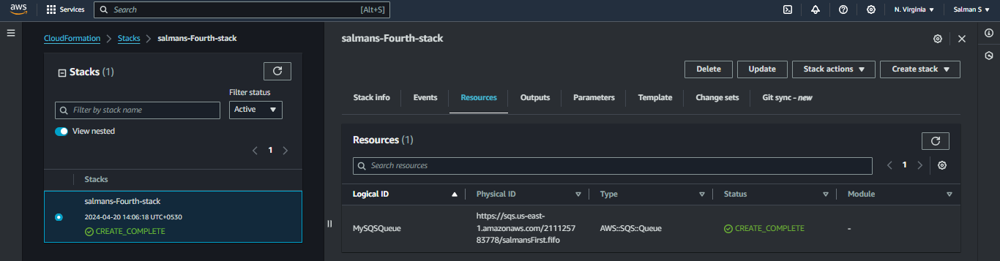 aws Services Search [Alt+S] N. Virginia Salman S
CloudFormation Stacks salmans-Fourth-stack
Stacks (1)
Filter status
Filter by stack name Active
View nested
1
Stacks
salmans-Fourth-stack
2024-04-20 14:06:18 UTC+0530
CREATE_COMPLETE
salmans-Fourth-stack
Delete Update Stack actions Create stack
Stack info Events Resources Outputs Parameters Template Change sets Git sync - new
Resources (1)
Search resources 1
Logical ID Physical ID Type Status Module
https://sqs.us-east-
MySQSQueue 1.amazonaws.com/2111257 AWS::SQS::Queue CREATE_COMPLETE -
83778/salmansFirst.fifo